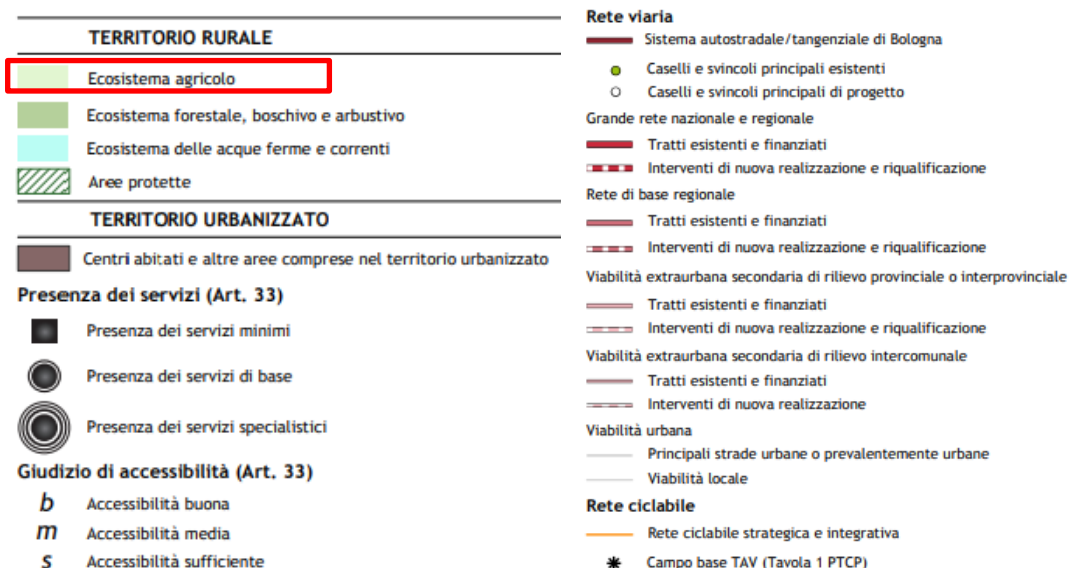 TERRITORIO RURALE
Ecosistema agricolo
Ecosistema forestale, boschivo e arbustivo
Ecosistema delle acque ferme e correnti
Aree protette
TERRITORIO URBANIZZATO
Centri abitati e altre aree comprese nel territorio urbanizzato
Presenza dei servizi (Art. 33)
Presenza dei servizi minimi
Presenza dei servizi di base
Presenza dei servizi specialistici
Giudizio di accessibilità (Art. 33)
b Accessibilità buona
m Accessibilità media
s Accessibilità sufficiente
Rete viaria
Sistema autostradale/tangenziale di Bologna
Caselli e svincoli principali esistenti
Caselli e svincoli principali di progetto
Grande rete nazionale e regionale
Tratti esistenti e finanziati
Interventi di nuova realizzazione e riqualificazione
Rete di base regionale
Tratti esistenti e finanziati
Interventi di nuova realizzazione e riqualificazione
Viabilità extraurbana secondaria di rilievo provinciale o interprovinciale
Tratti esistenti e finanziati
Interventi di nuova realizzazione e riqualificazione
Viabilità extraurbana secondaria di rilievo intercomunale
Tratti esistenti e finanziati
Interventi di nuova realizzazione
Viabilità urbana
Principali strade urbane o prevalentemente urbane
Viabilità locale
Rete ciclabile
Rete ciclabile strategica e integrativa
Campo base TAV (Tavola 1 PTCP)